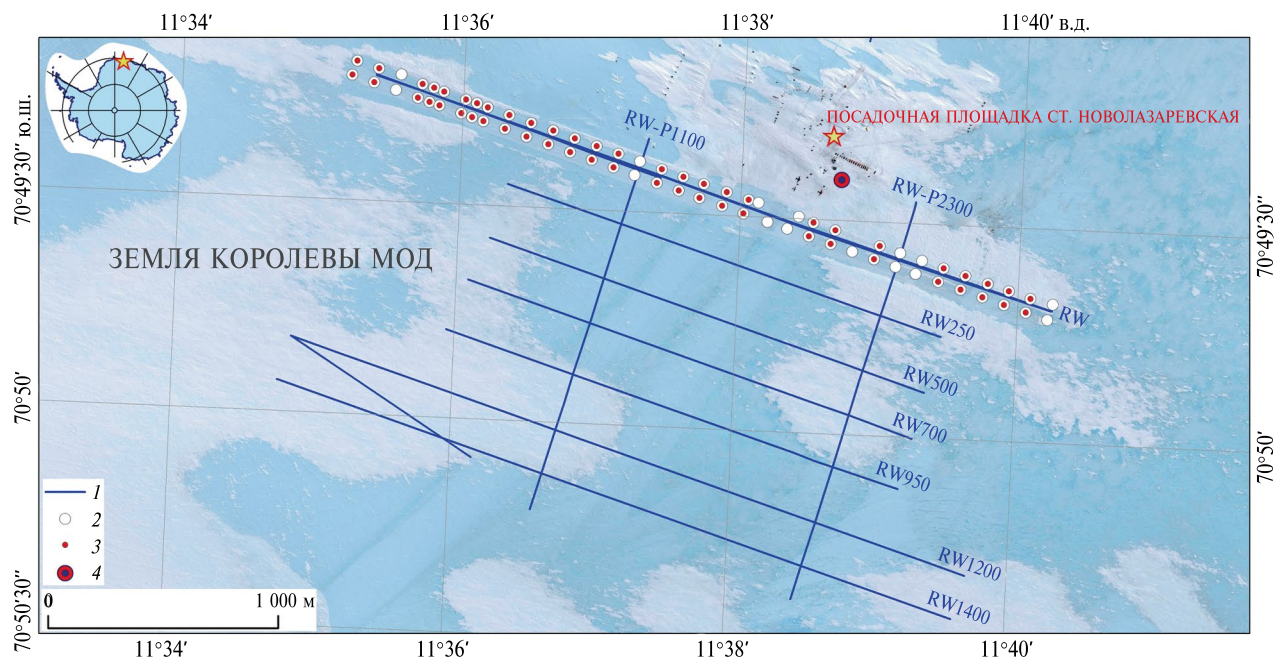 11°34′ 11°36′ 11°38′ 11°40′ в.д.
70°49′30″ ю.ш.
70°50′
70°50′30″
ПОСАДОЧНАЯ ПЛОЩАДКА СТ. НОВОЛАЗАРЕВСКАЯ
RW-P1100
RW-P2300
70°49′30″
ЗЕМЛЯ КОРОЛЕВЫ МОД
RW
RW250
RW500
RW700
70°50′
RW950
RW1200
RW1400
1
2
3
4
0 1 000 м
11°34′ 11°36′ 11°38′ 11°40′